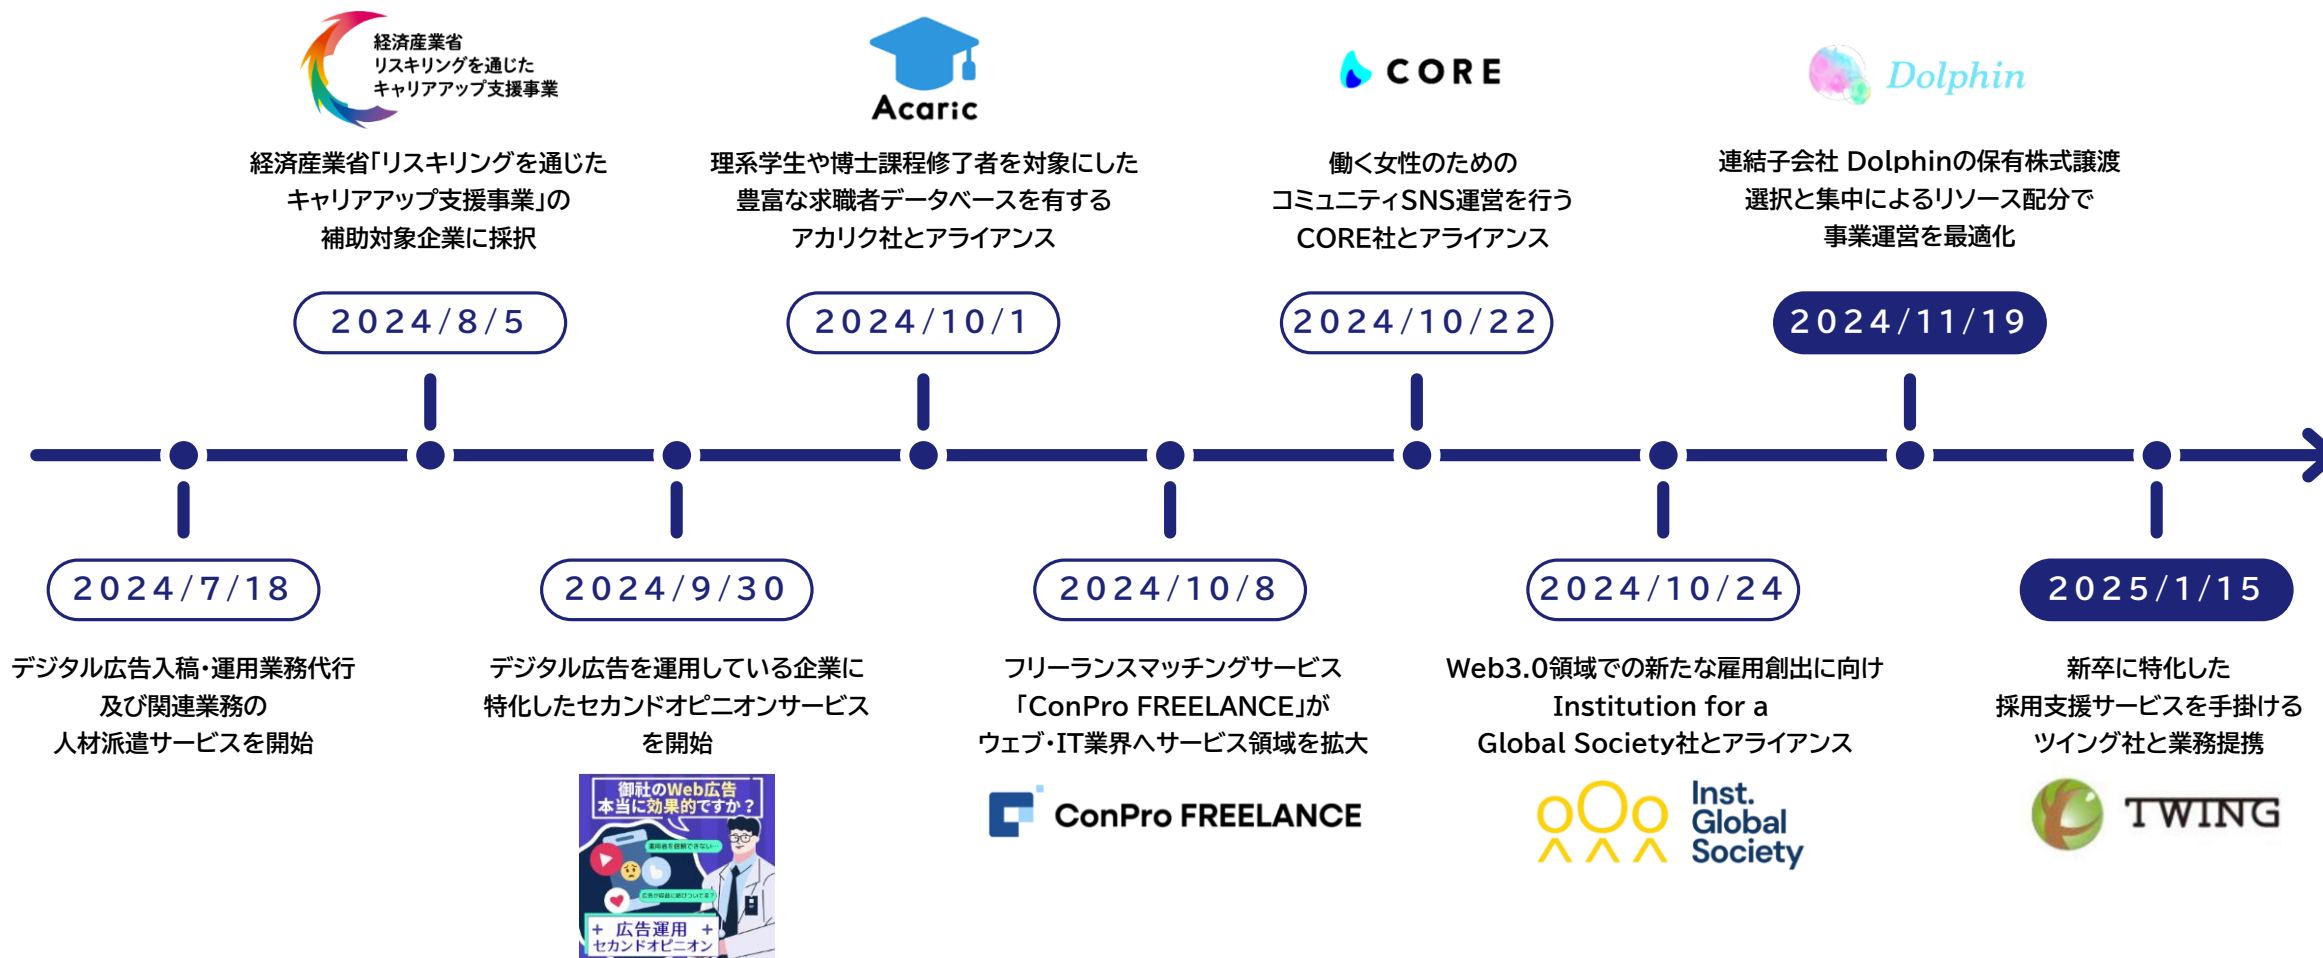 経済産業省
リスキリングを通じた
キャリアアップ支援事業
経済産業省「リスキリングを通じた
キャリアアップ支援事業」の
補助対象企業に採択
2024/8/5
Acaric
理系学生や博士課程修了者を対象にした
豊富な求職者データベースを有する
アカリク社とアライアンス
2024/10/1
CORE
働く女性のための
コミュニティSNS運営を行う
CORE社とアライアンス
2024/10/22
Dolphin
連結子会社 Dolphinの保有株式譲渡
選択と集中によるリソース配分で
事業運営を最適化
2024/11/19
2024/7/18
デジタル広告入稿・運用業務代行
及び関連業務の
人材派遣サービスを開始
2024/9/30
デジタル広告を運用している企業に
特化したセカンドオピニオンサービス
を開始
御社のWeb広告
本当に効果的ですか？
運用者を信頼できない…
+ 広告運用 +
セカンドオピニオン
2024/10/8
フリーランスマッチングサービス
「ConPro FREELANCE」が
ウェブ・IT業界へサービス領域を拡大
ConPro FREELANCE
2024/10/24
Web3.0領域での新たな雇用創出に向け
Institution for a
Global Society社とアライアンス
Inst.
Global
Society
2025/1/15
新卒に特化した
採用支援サービスを手掛ける
ツイング社と業務提携
TWING